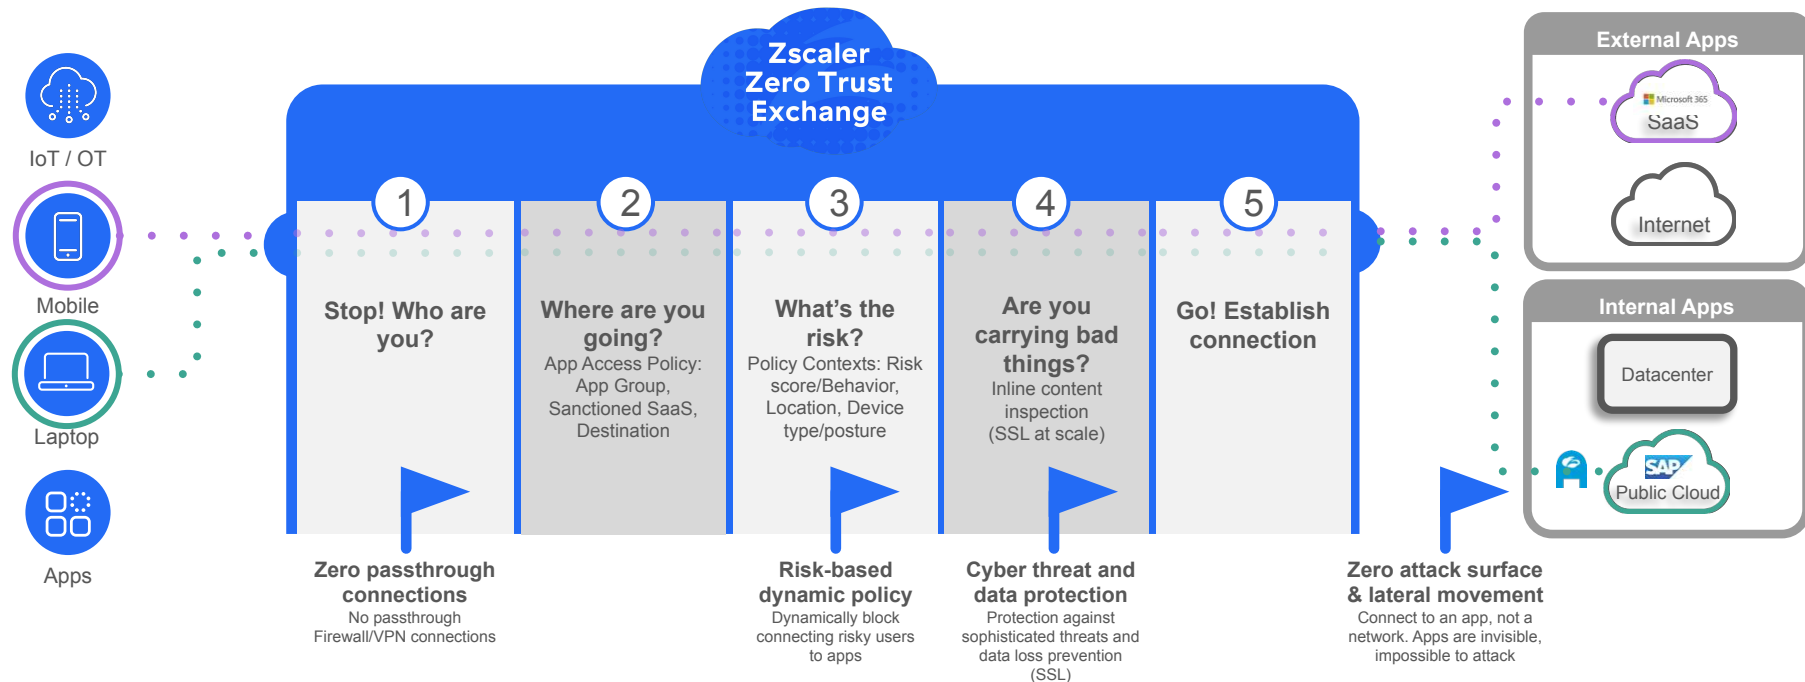 Zscaler
Zero Trust
Exchange
IoT / OT
Mobile
Laptop
Apps
1
Stop! Who are
you?
2
Where are you
going?
App Access Policy:
App Group,
Sanctioned SaaS,
Destination
3
What's the
risk?
Policy Contexts: Risk
score/Behavior,
Location, Device
type/posture
4
Are you
carrying bad
things?
Inline content
inspection
(SSL at scale)
5
Go! Establish
connection
Zero passthrough
connections
No passthrough
Firewall/VPN connections
Risk-based
dynamic policy
Dynamically block
connecting risky users
to apps
Cyber threat and
data protection
Protection against
sophisticated threats and
data loss prevention
(SSL)
Zero attack surface
& lateral movement
Connect to an app, not a
network. Apps are invisible,
impossible to attack
External Apps
Microsoft 365
SaaS
Internet
Internal Apps
Datacenter
SAP
Public Cloud